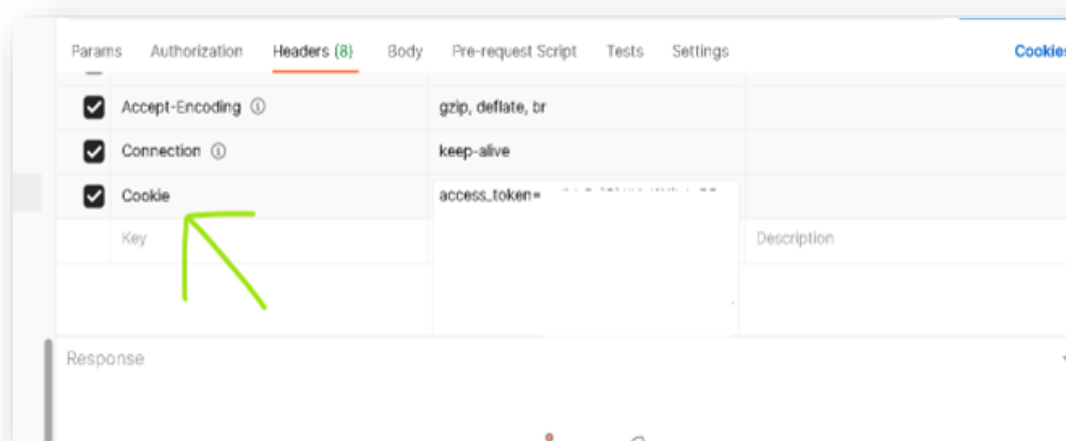 Params Authorization Headers (8) Body Pre-request Script Tests Settings Cookies
Accept-Encoding gzip, deflate, br
Connection keep-alive
Cookie access_token=
Key Description
Response